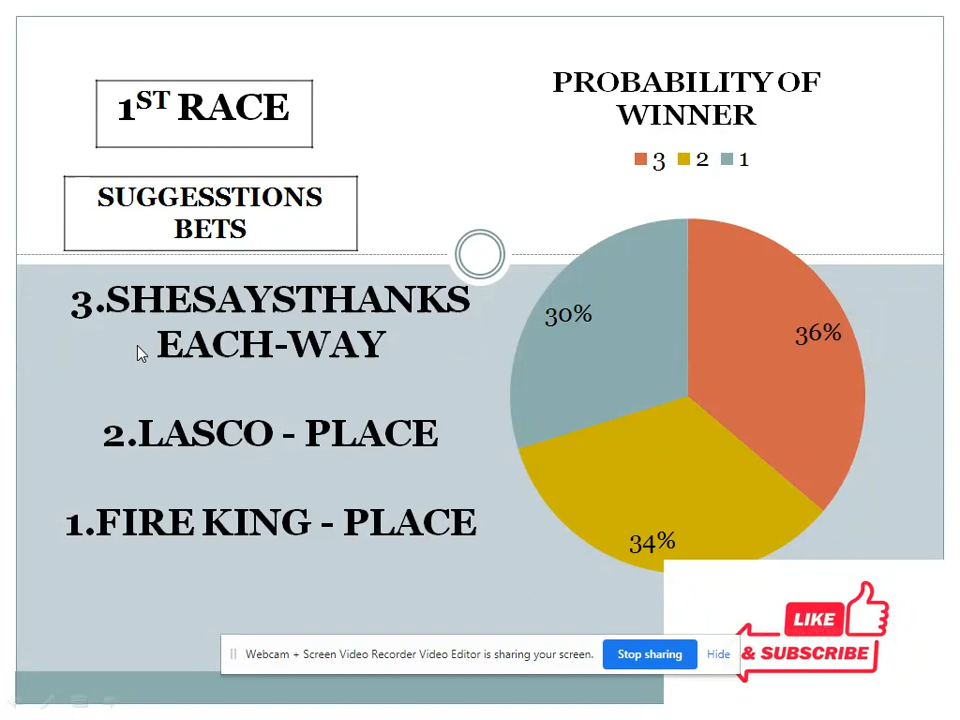 1ST RACE
PROBABILITY OF
WINNER
3 2 1
SUGGESSTIONS
BETS
3.SHESAYSTHANKS
EACH-WAY
2.LASCO - PLACE
1.FIRE KING - PLACE
30%
36%
34%
LIKE
& SUBSCRIBE
Webcam + Screen Video Recorder Video Editor is sharing your screen.
Stop sharing
Hide